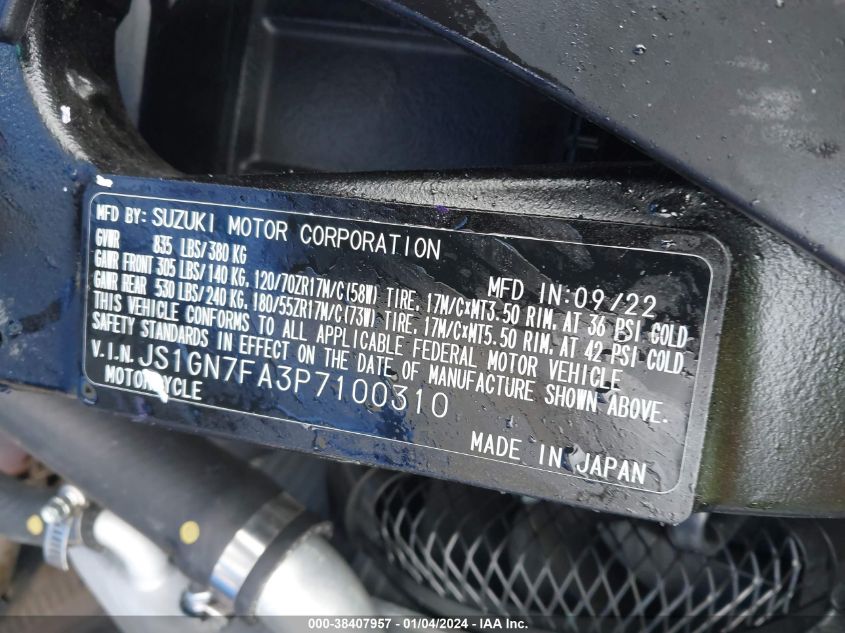 MFD BY: SUZUKI MOTOR CORPORATION
GVWR 835 LBS/380 KG MFD IN:09/22
GAWR FRONT 305 LBS/140 KG, 120/70ZR17M/C(58W) TIRE, 17M/C×MT3.50 RIM, AT 36 PSI COLD
GAWR REAR 530 LBS/240 KG, 180/55ZR17M/C(73W) TIRE, 17M/C×MT5.50 RIM, AT 42 PSI COLD
THIS VEHICLE CONFORMS TO ALL APPLICABLE FEDERAL MOTOR VEHICLE
SAFETY STANDARDS IN EFFECT ON THE DATE OF MANUFACTURE SHOWN ABOVE.
V.I.N. JS1GN7FA3P7100310
MOTORCYCLE
MADE IN JAPAN
000-38407957 - 01/04/2024 - IAA Inc.